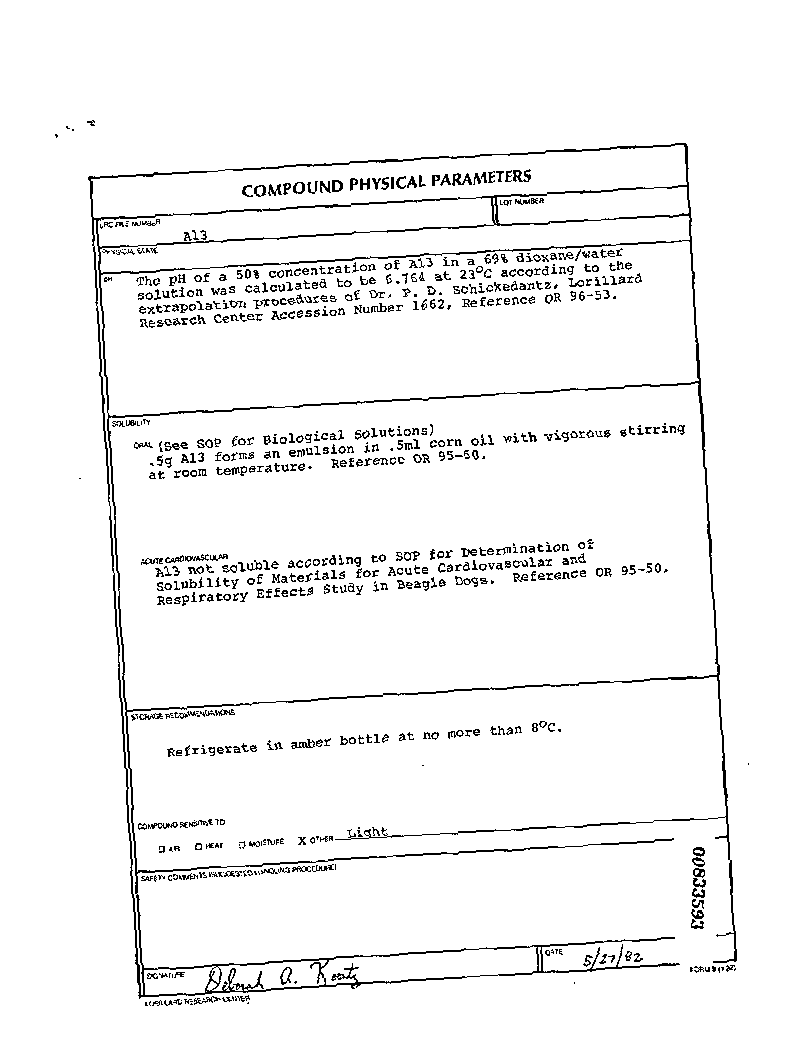 COMPOUND PHYSICAL PARAMETERS
LRC FILE NUMBER
LOT NUMBER
A13
PHYSICAL STATE
pH
The pH of a 50% concentration of A13 in a 69% dioxane/water
solution was calculated to be 6.764 at 23°C according to the
extrapolation procedures of Dr. P. D. Schickedantz, Lorillard
Research Center Accession Number 1662, Reference OR 96-53.
SOLUBILITY
ORAL (See SOP for Biological Solutions)
.5g A13 forms an emulsion in .5ml corn oil with vigorous stirring
at room temperature. Reference OR 95-50.
ACUTE CARDIOVASCULAR
A13 not soluble according to SOP for Determination of
Solubility of Materials for Acute Cardiovascular and
Respiratory Effects Study in Beagle Dogs. Reference OR 95-50.
STORAGE RECOMMENDATIONS
Refrigerate in amber bottle at no more than 8°C.
COMPOUND SENSITIVE TO
AIR HEAT MOISTURE X OTHER Light
SAFETY COMMENTS (SUGGESTED HANDLING PROCEDURE)
00833593
SIGNATURE Deborah A. Koontz
DATE 5/27/82
LORILLARD RESEARCH CENTER